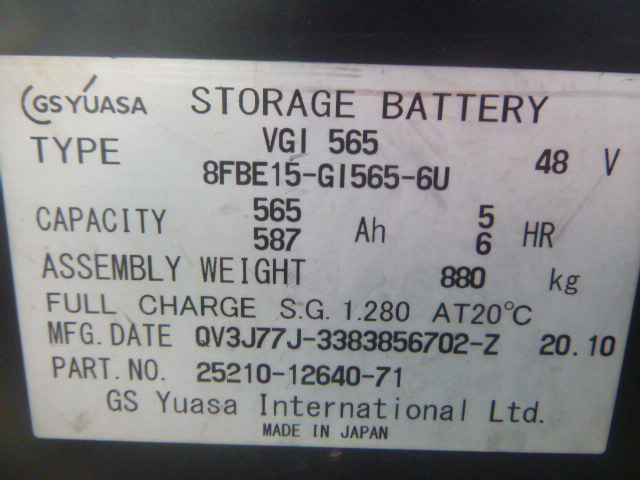 GS YUASA STORAGE BATTERY
TYPE VGI 565 48 V
8FBE15-GI565-6U
CAPACITY 565 Ah 5 HR
587 6
ASSEMBLY WEIGHT 880 kg
FULL CHARGE S.G. 1.280 AT20℃
MFG. DATE QV3J77J-3383856702-Z 20.10
PART. NO. 25210-12640-71
GS Yuasa International Ltd.
MADE IN JAPAN